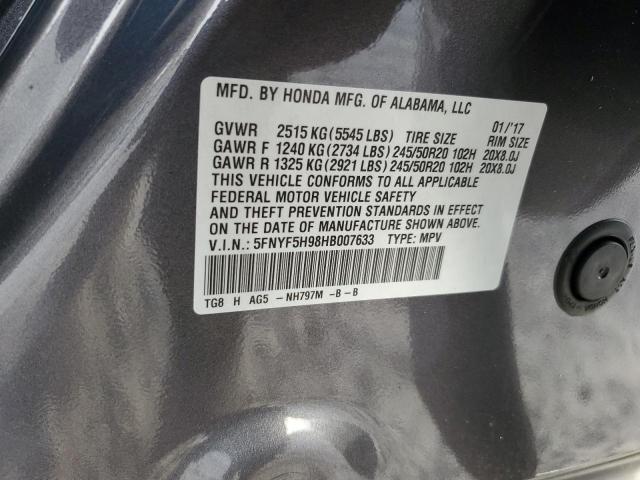 MFD. BY HONDA MFG. OF ALABAMA, LLC
01/'17
GVWR 2515 KG (5545 LBS) TIRE SIZE RIM SIZE
GAWR F 1240 KG (2734 LBS) 245/50R20 102H 20X8.0J
GAWR R 1325 KG (2921 LBS) 245/50R20 102H 20X8.0J
THIS VEHICLE CONFORMS TO ALL APPLICABLE
FEDERAL MOTOR VEHICLE SAFETY
AND THEFT PREVENTION STANDARDS IN EFFECT
ON THE DATE OF MANUFACTURE SHOWN ABOVE.
V.I.N.: 5FNYF5H98HB007633 TYPE: MPV
TG8 H AG5 -NH797M -B-B